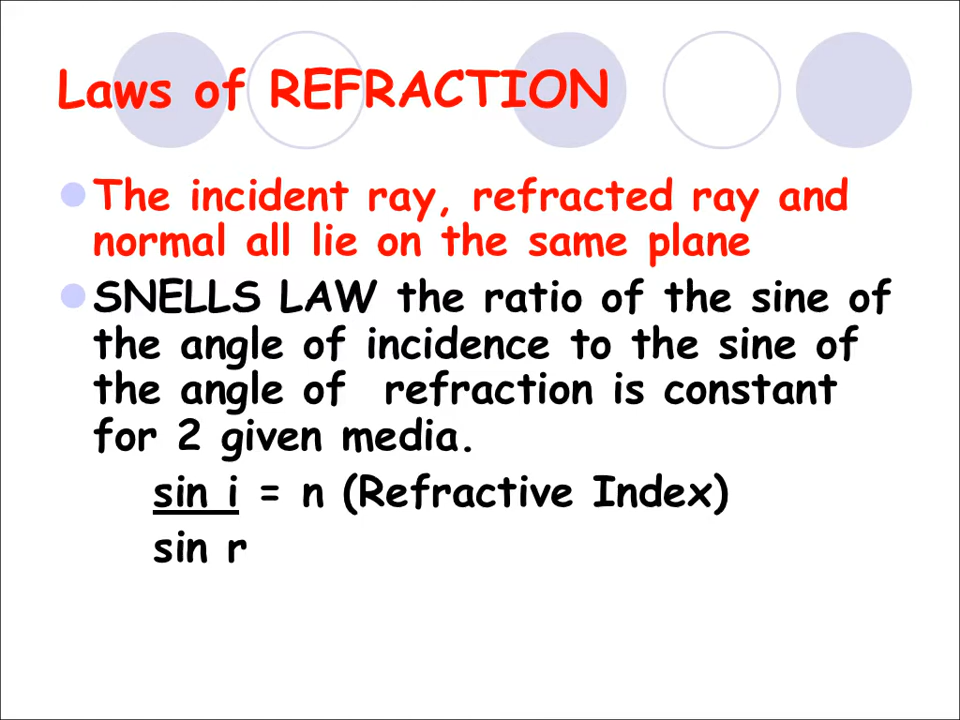 Laws of REFRACTION
The incident ray, refracted ray and
normal all lie on the same plane
SNELLS LAW the ratio of the sine of
the angle of incidence to the sine of
the angle of  refraction is constant
for 2 given media.
sin i = n (Refractive Index)
sin r